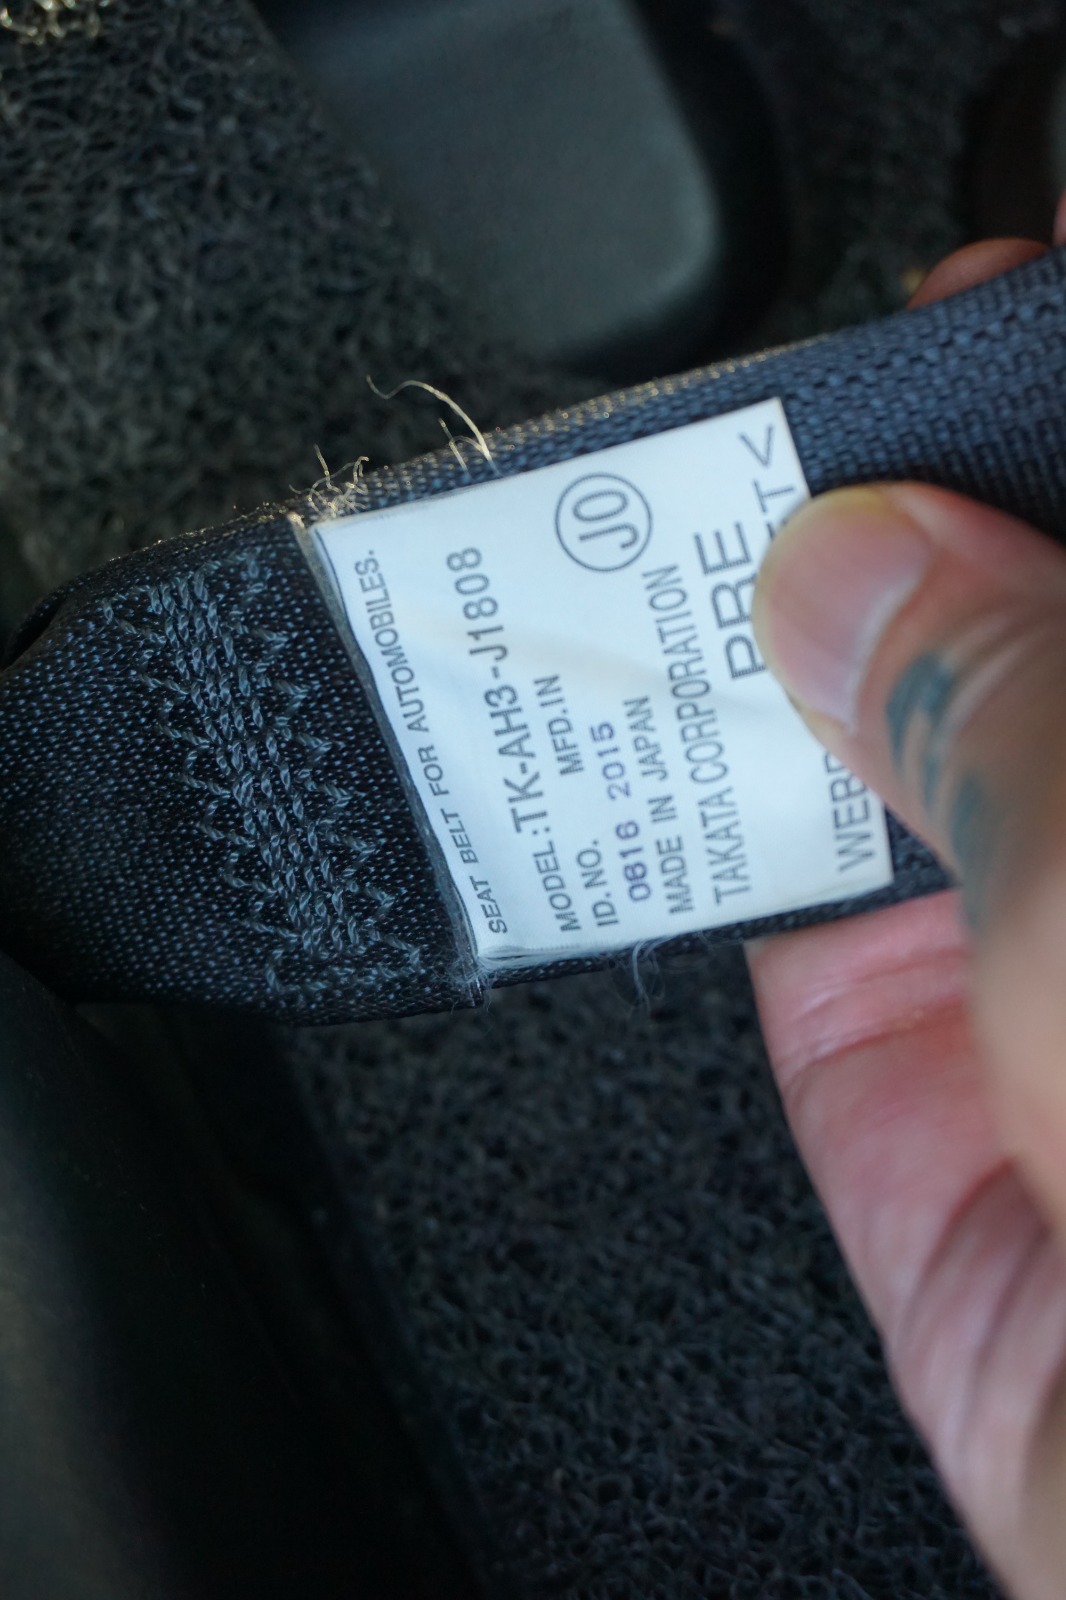 SEAT BELT FOR AUTOMOBILES.
MODEL:TK-AH3-J1808
MFD.IN
ID.NO.
0616 2015
MADE IN JAPAN
TAKATA CORPORATION
JO
PRE